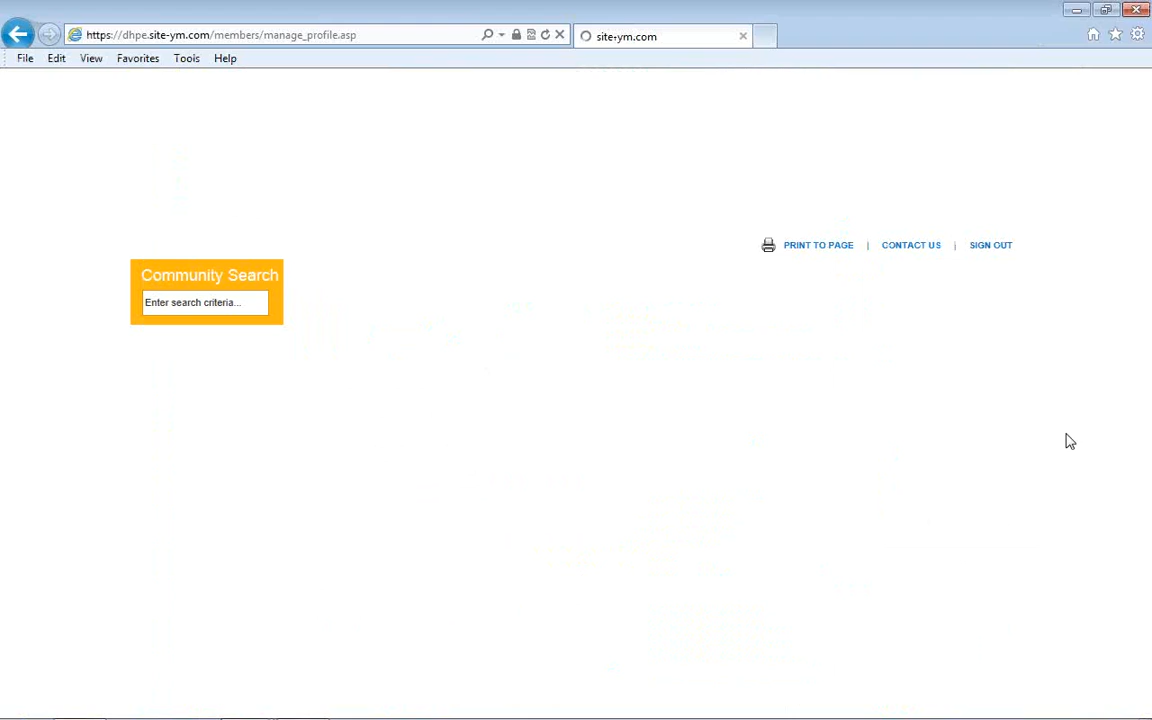 https://dhpe.site-ym.com/members/manage_profile.asp
site-ym.com
File Edit View Favorites Tools Help
PRINT TO PAGE | CONTACT US | SIGN OUT
Community Search
Enter search criteria...